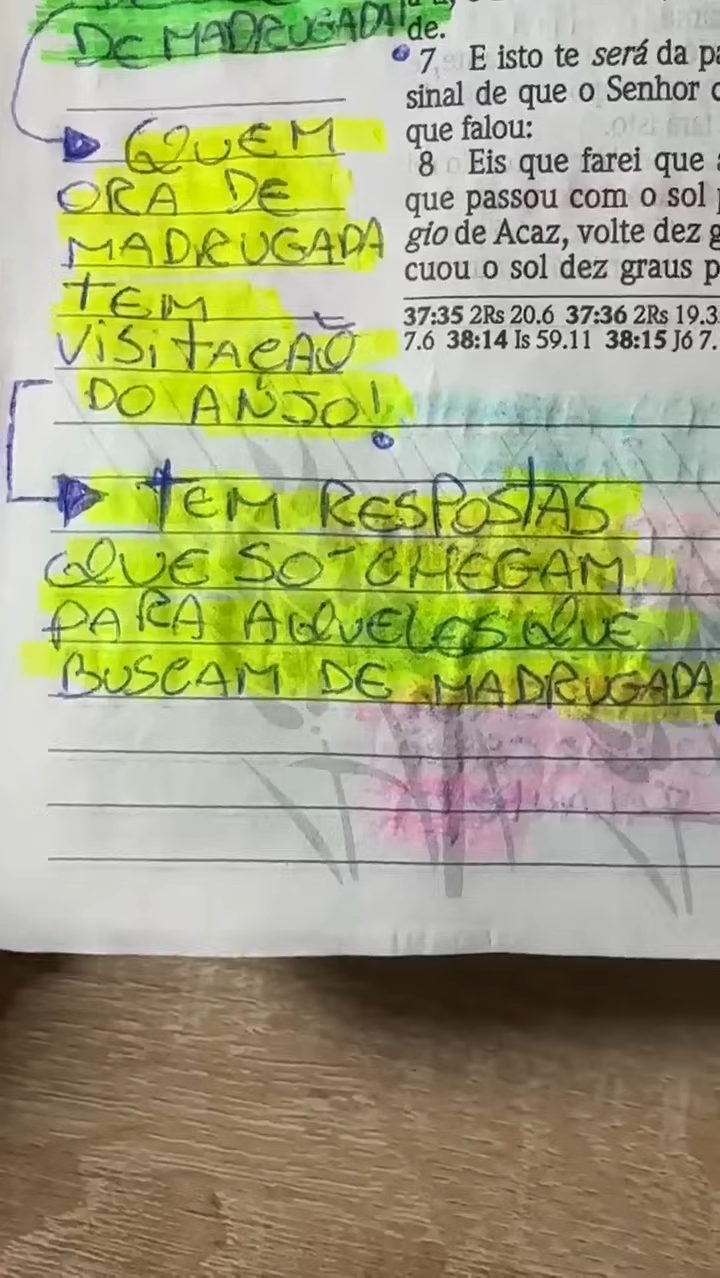 DE MADRUGADA!
QUEM
ORA DE
MADRUGADA
TEM
VISITAÇÃO
DO ANJO!
TEM RESPOSTAS
QUE SÓ CHEGAM
PARA AQUELES QUE
BUSCAM DE MADRUGADA
de.
7 E isto te será da
sinal de que o Senhor
que falou:
8 Eis que farei que
que passou com o sol
gio de Acaz, volte dez
cuou o sol dez graus
37:35 2Rs 20.6 37:36 2Rs 19.3
7.6 38:14 Is 59.11 38:15 Jó 7.